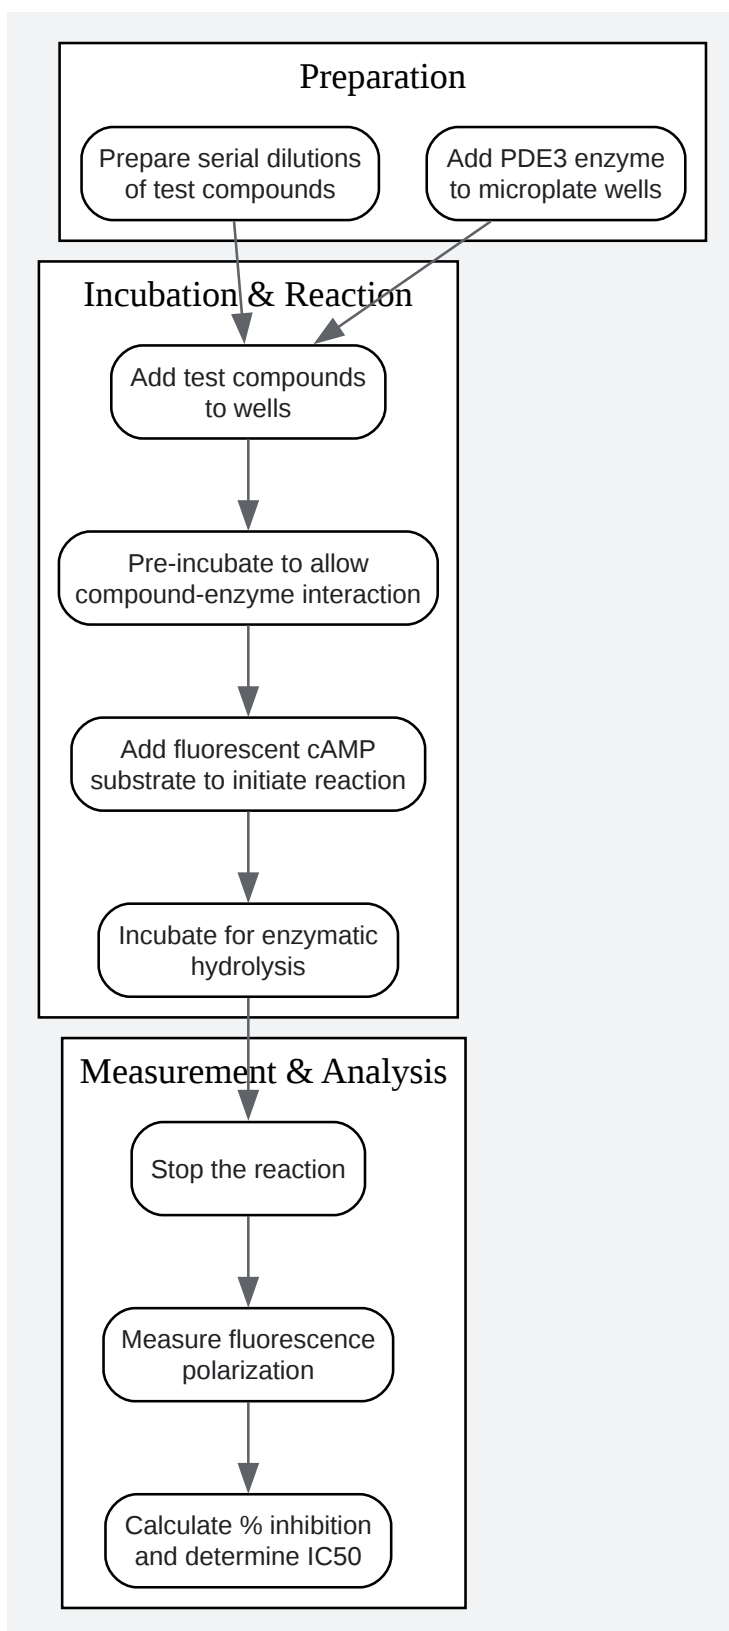 Preparation
Prepare serial dilutions
of test compounds
Add PDE3 enzyme
to microplate wells
Incubation & Reaction
Add test compounds
to wells
Pre-incubate to allow
compound-enzyme interaction
Add fluorescent cAMP
substrate to initiate reaction
Incubate for enzymatic
hydrolysis
Measurement & Analysis
Stop the reaction
Measure fluorescence
polarization
Calculate % inhibition
and determine IC50